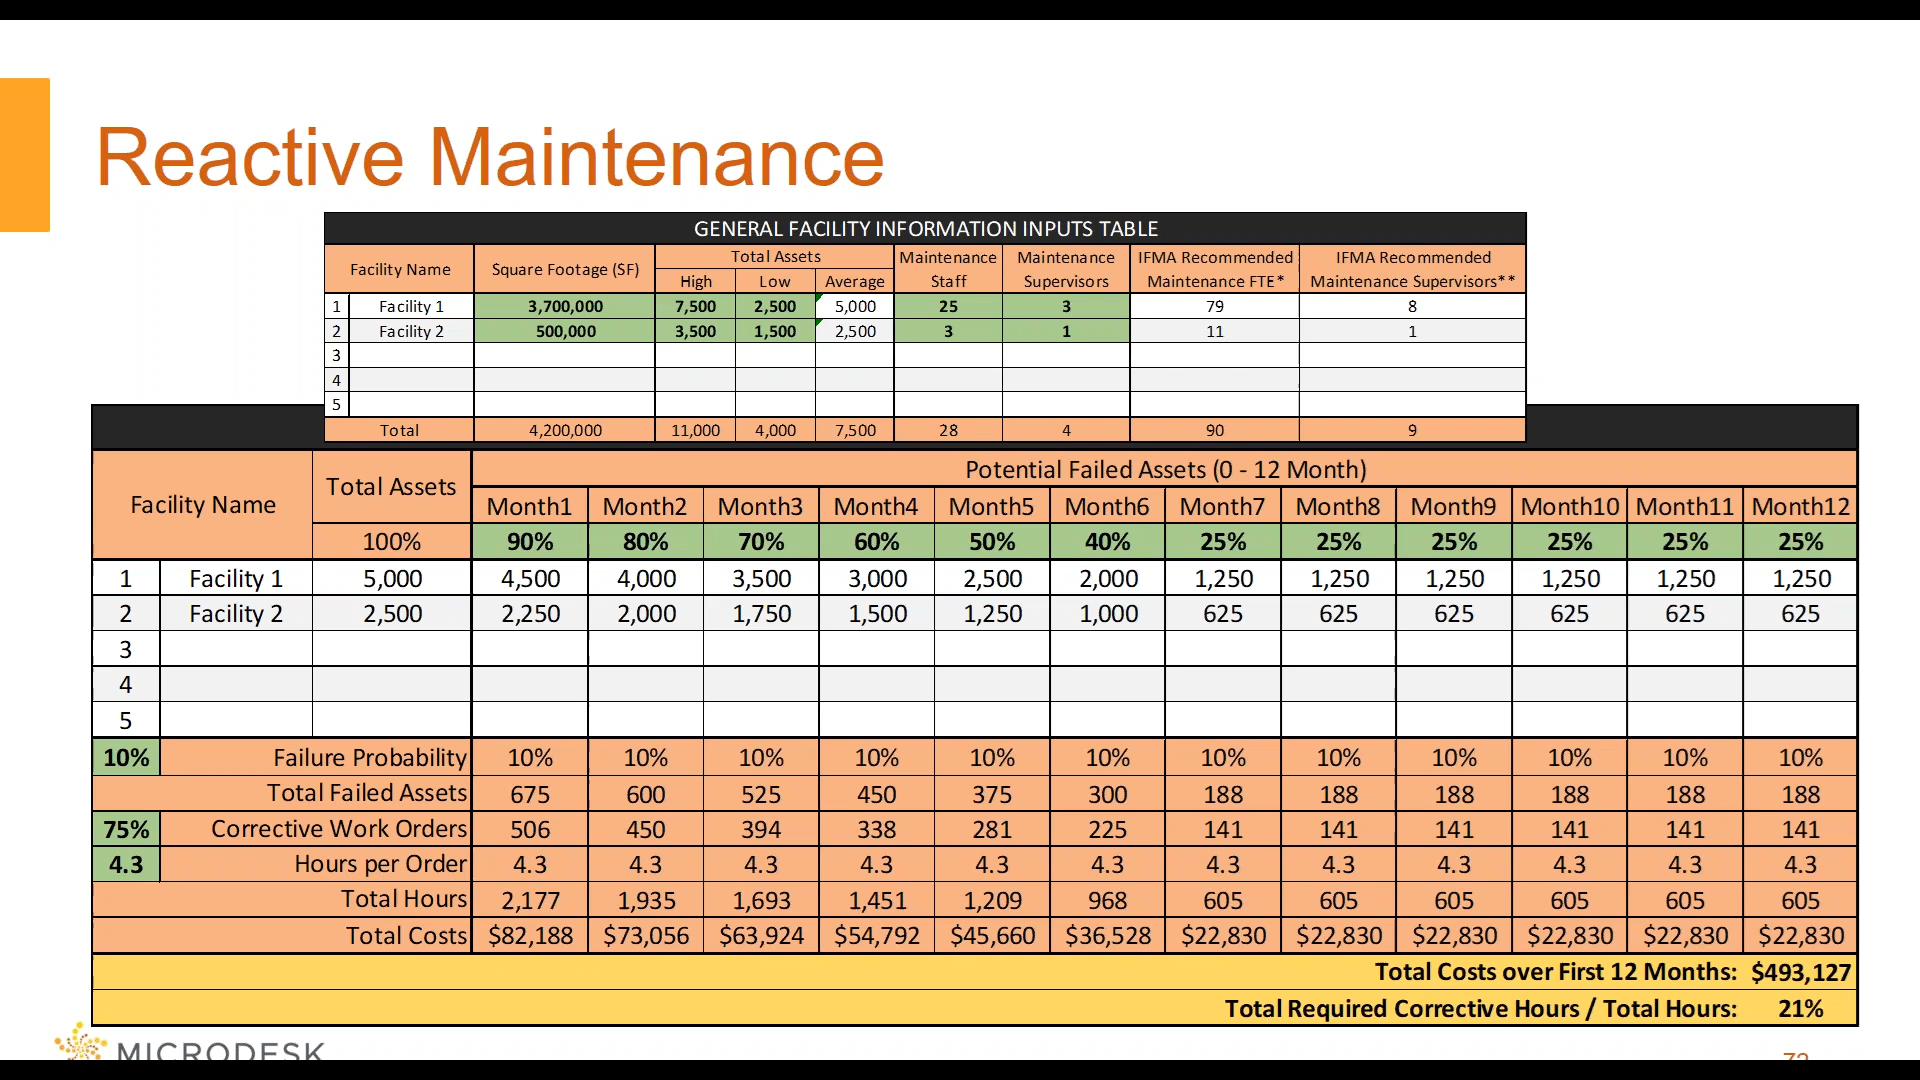 Reactive Maintenance
GENERAL FACILITY INFORMATION INPUTS TABLE
Facility Name Square Footage (SF) Total Assets Maintenance Staff Maintenance Supervisors IFMA Recommended Maintenance FTE* IFMA Recommended Maintenance Supervisors**
High Low Average
1 Facility 1 3,700,000 7,500 2,500 5,000 25 3 79 8
2 Facility 2 500,000 3,500 1,500 2,500 3 1 11 1
3
4
5
Total 4,200,000 11,000 4,000 7,500 28 4 90 9
Facility Name Total Assets Potential Failed Assets (0 - 12 Month)
Month1 Month2 Month3 Month4 Month5 Month6 Month7 Month8 Month9 Month10 Month11 Month12
100% 90% 80% 70% 60% 50% 40% 25% 25% 25% 25% 25% 25%
1 Facility 1 5,000 4,500 4,000 3,500 3,000 2,500 2,000 1,250 1,250 1,250 1,250 1,250 1,250
2 Facility 2 2,500 2,250 2,000 1,750 1,500 1,250 1,000 625 625 625 625 625 625
3
4
5
10% Failure Probability 10% 10% 10% 10% 10% 10% 10% 10% 10% 10% 10% 10%
Total Failed Assets 675 600 525 450 375 300 188 188 188 188 188 188
75% Corrective Work Orders 506 450 394 338 281 225 141 141 141 141 141 141
4.3 Hours per Order 4.3 4.3 4.3 4.3 4.3 4.3 4.3 4.3 4.3 4.3 4.3 4.3
Total Hours 2,177 1,935 1,693 1,451 1,209 968 605 605 605 605 605 605
Total Costs $82,188 $73,056 $63,924 $54,792 $45,660 $36,528 $22,830 $22,830 $22,830 $22,830 $22,830 $22,830
Total Costs over First 12 Months: $493,127
Total Required Corrective Hours / Total Hours: 21%
MICRODESK